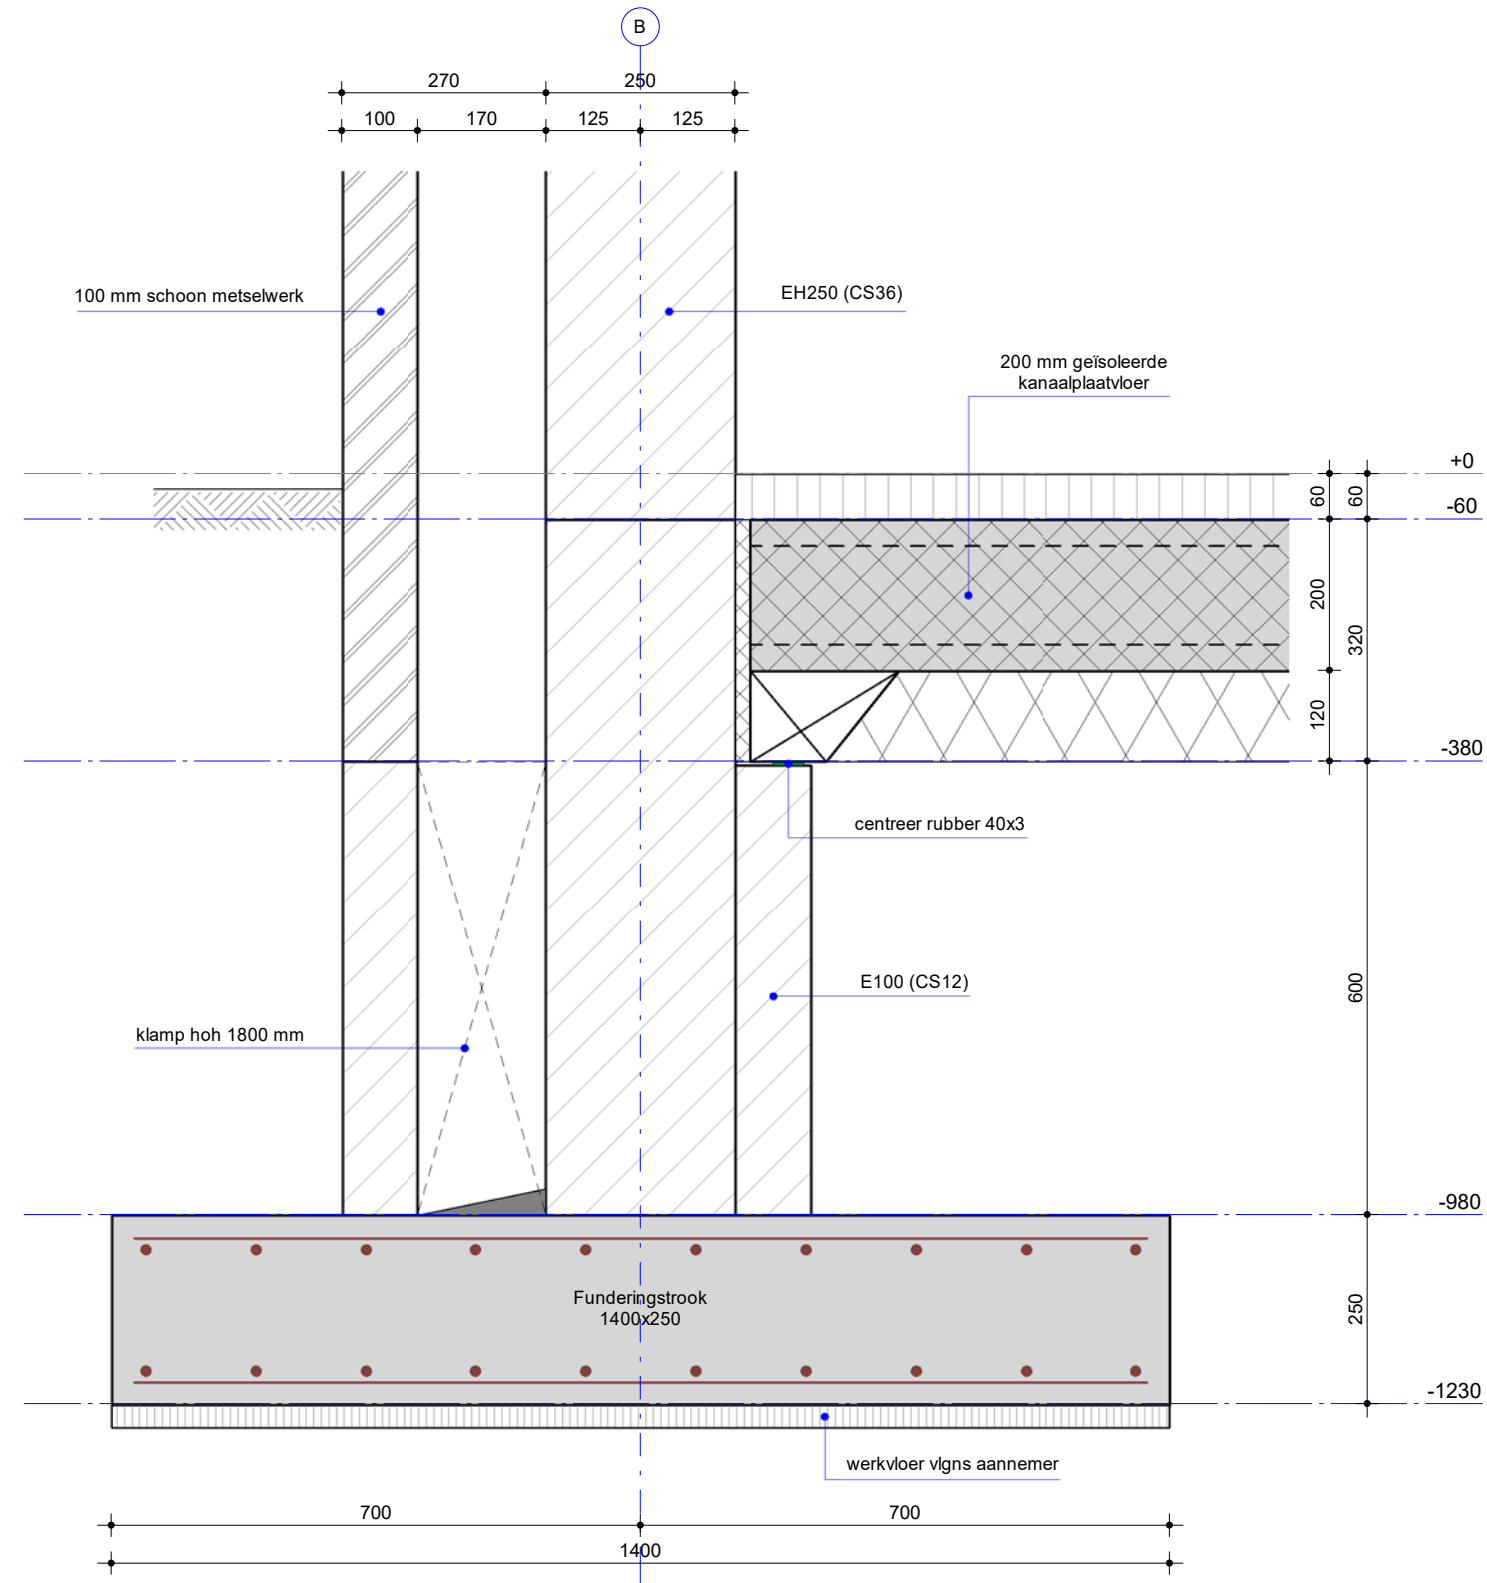 B
270 250
100 170 125 125
100 mm schoon metselwerk
EH250 (CS36)
200 mm geïsoleerde
kanaalplaatvloer
+0
60 60
-60
200
320
120
-380
centreer rubber 40x3
E100 (CS12)
600
klamp hoh 1800 mm
-980
Funderingstrook
1400x250
250
-1230
werkvloer vlgns aannemer
700 700
1400